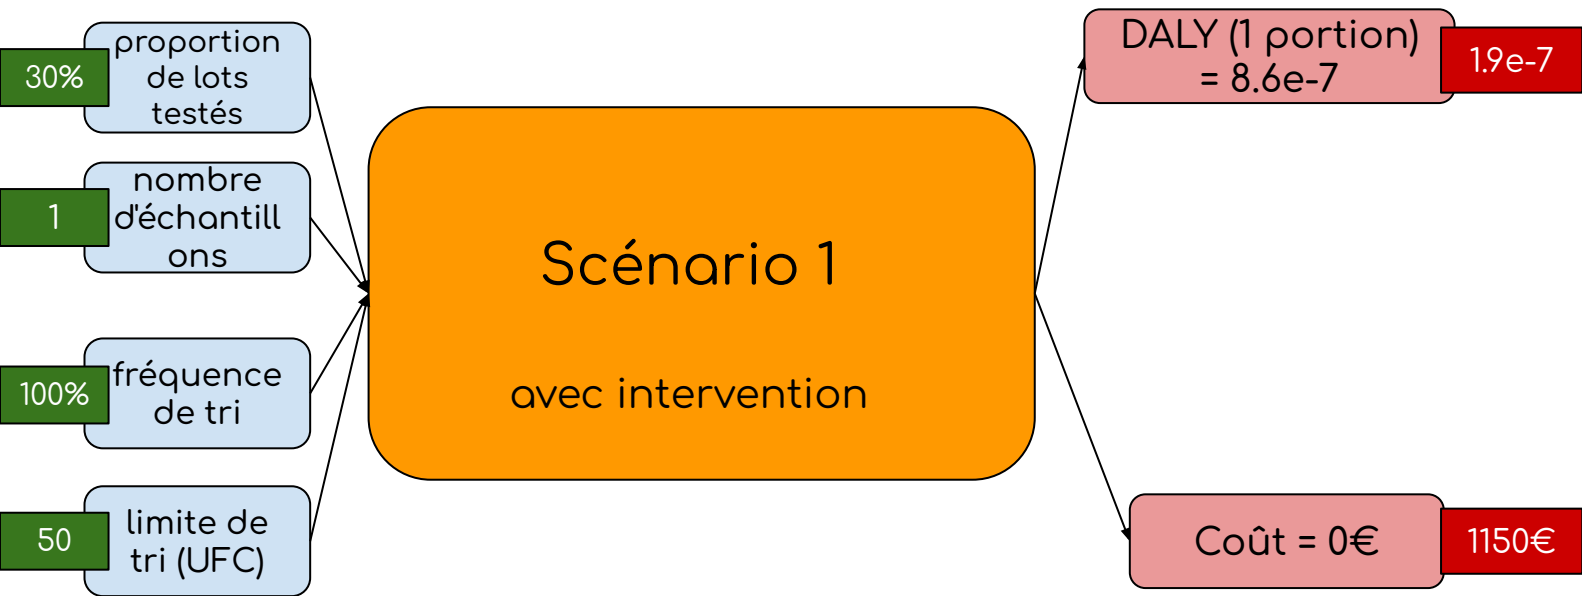 30%
proportion
de lots
testés
1
nombre
d'échantill
ons
100%
fréquence
de tri
50
limite de
tri (UFC)
Scénario 1
avec intervention
DALY (1 portion)
= 8.6e-7
1.9e-7
Coût = 0€
1150€